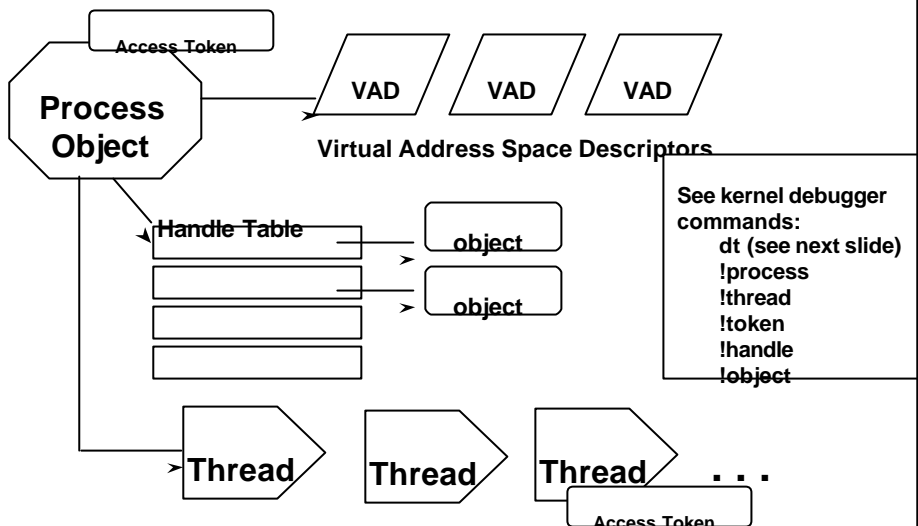 Access Token
Process
Object
VAD
VAD
VAD
Virtual Address Space Descriptors
See kernel debugger
commands:
dt (see next slide)
!process
!thread
!token
!handle
!object
Handle Table
object
object
Thread
Thread
Thread
. . .
Access Token